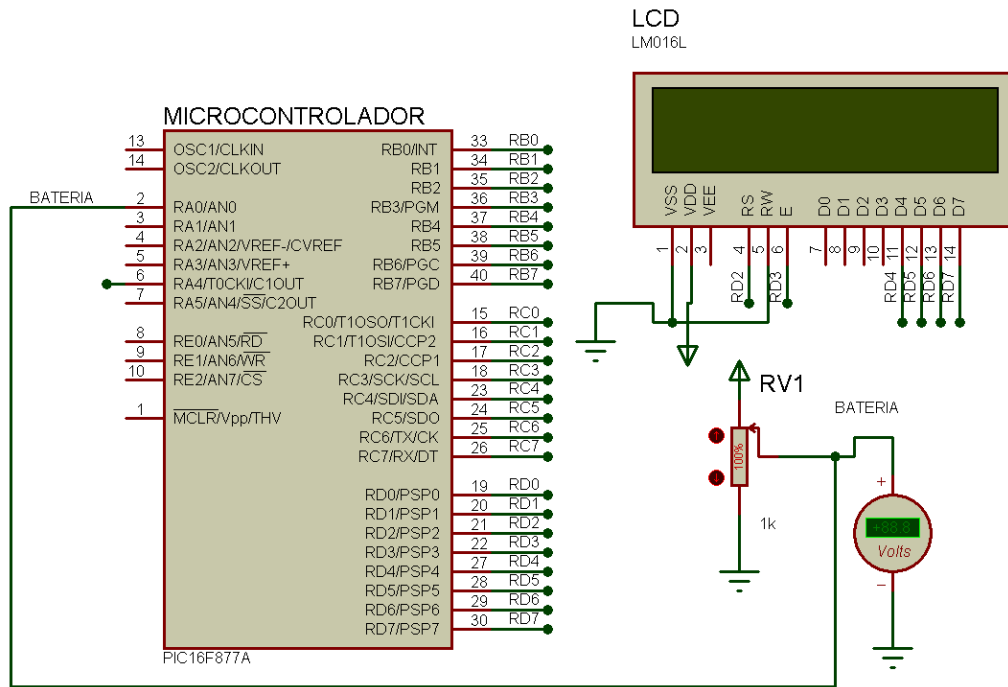 LCD
LM016L
VSS
VDD
VEE
RS
RW
E
D0
D1
D2
D3
D4
D5
D6
D7
1
2
3
4
5
6
7
8
9
10
11
12
13
14
RD2
RD3
RD4
RD5
RD6
RD7
MICROCONTROLADOR
13 OSC1/CLKIN
14 OSC2/CLKOUT
BATERIA
2 RA0/AN0
3 RA1/AN1
4 RA2/AN2/VREF-/CVREF
5 RA3/AN3/VREF+
6 RA4/T0CKI/C1OUT
7 RA5/AN4/SS/C2OUT
8 RE0/AN5/RD
9 RE1/AN6/WR
10 RE2/AN7/CS
1 MCLR/Vpp/THV
RB0/INT 33 RB0
RB1 34 RB1
RB2 35 RB2
RB3/PGM 36 RB3
RB4 37 RB4
RB5 38 RB5
RB6/PGC 39 RB6
RB7/PGD 40 RB7
RC0/T1OSO/T1CKI 15 RC0
RC1/T1OSI/CCP2 16 RC1
RC2/CCP1 17 RC2
RC3/SCK/SCL 18 RC3
RC4/SDI/SDA 23 RC4
RC5/SDO 24 RC5
RC6/TX/CK 25 RC6
RC7/RX/DT 26 RC7
RD0/PSP0 19 RD0
RD1/PSP1 20 RD1
RD2/PSP2 21 RD2
RD3/PSP3 22 RD3
RD4/PSP4 27 RD4
RD5/PSP5 28 RD5
RD6/PSP6 29 RD6
RD7/PSP7 30 RD7
PIC16F877A
RV1
100%
1k
BATERIA
+
+88.8
Volts
−